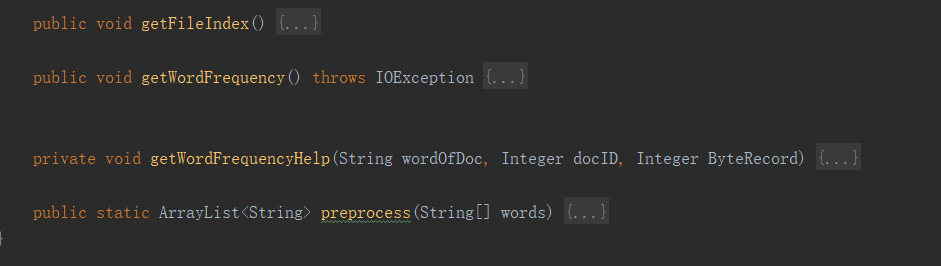 public void getFileIndex() {...}
public void getWordFrequency() throws IOException {...}
private void getWordFrequencyHelp(String wordOfDoc, Integer docID, Integer ByteRecord) {...}
public static ArrayList<String> preprocess(String[] words) {...}
}